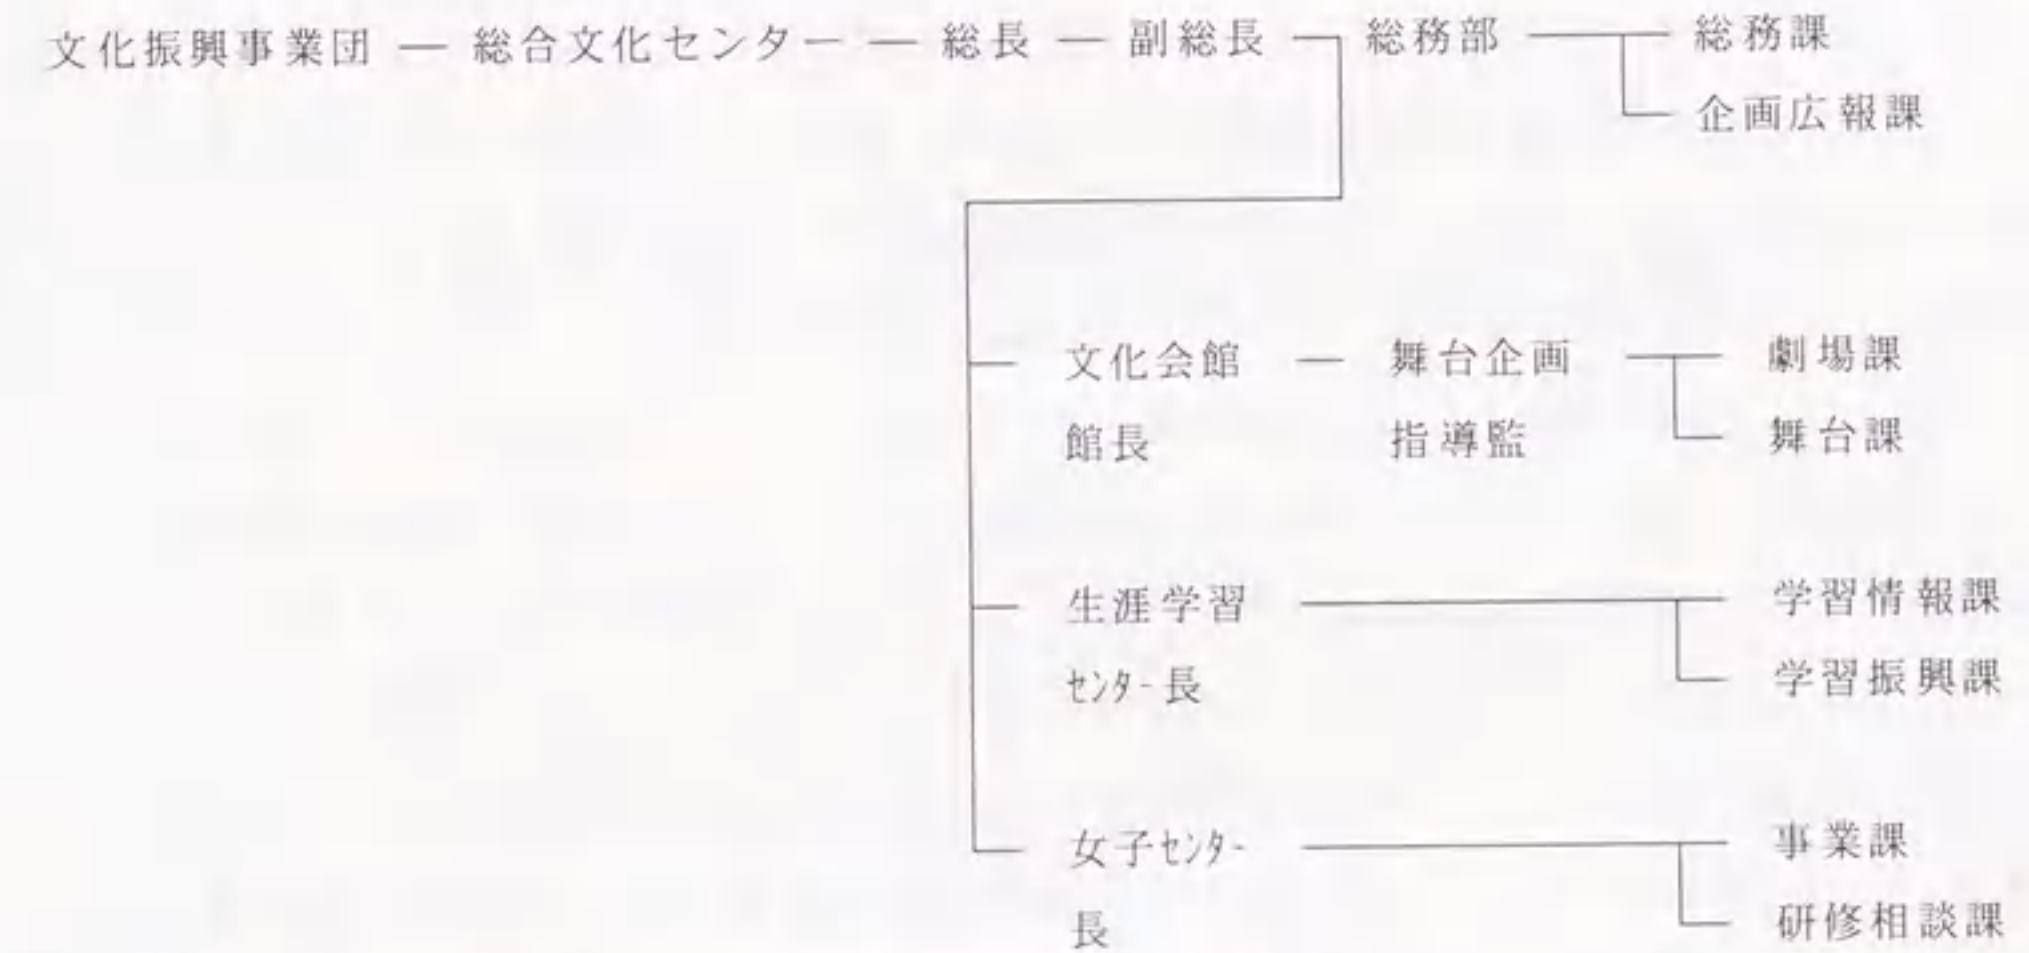 文化振興事業団 — 総合文化センター — 総長 — 副総長 総務部 総務課
企画広報課
文化会館 — 舞台企画 劇場課
館長 指導監 舞台課
生涯学習 学習情報課
ｾﾝﾀｰ長 学習振興課
女子ｾﾝﾀｰ 事業課
長 研修相談課